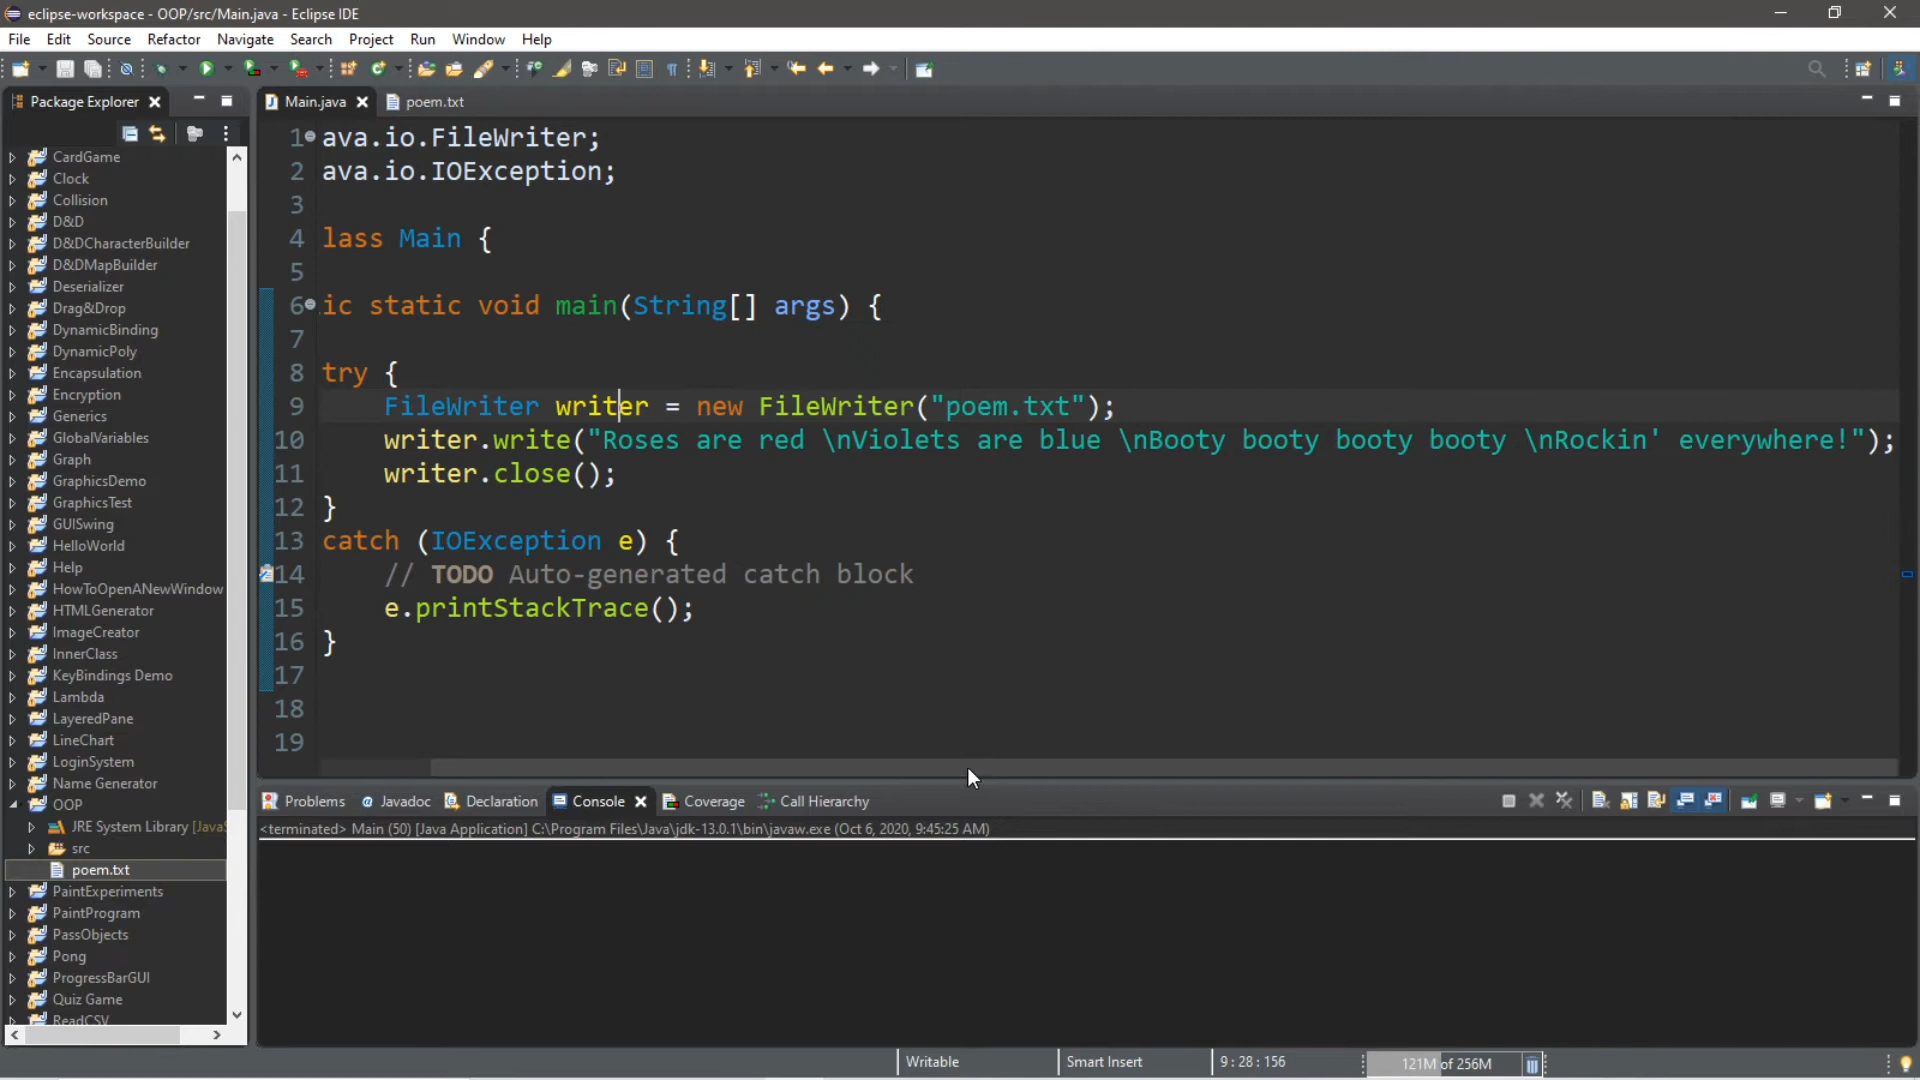 eclipse-workspace - OOP/src/Main.java - Eclipse IDE
File Edit Source Refactor Navigate Search Project Run Window Help
Package Explorer
Main.java poem.txt
CardGame
Clock
Collision
D&D
D&DCharacterBuilder
D&DMapBuilder
Deserializer
Drag&Drop
DynamicBinding
DynamicPoly
Encapsulation
Encryption
Generics
GlobalVariables
Graph
GraphicsDemo
GraphicsTest
GUISwing
HelloWorld
Help
HowToOpenANewWindow
HTMLGenerator
ImageCreator
InnerClass
KeyBindings Demo
Lambda
LayeredPane
LineChart
LoginSystem
Name Generator
OOP
JRE System Library [JavaS
src
poem.txt
PaintExperiments
PaintProgram
PassObjects
Pong
ProgressBarGUI
Quiz Game
ReadCSV
1 ava.io.FileWriter;
2 ava.io.IOException;
3
4 lass Main {
5
6 ic static void main(String[] args) {
7
8 try {
9 FileWriter writer = new FileWriter("poem.txt");
10 writer.write("Roses are red \nViolets are blue \nBooty booty booty booty \nRockin' everywhere!");
11 writer.close();
12 }
13 catch (IOException e) {
14 // TODO Auto-generated catch block
15 e.printStackTrace();
16 }
17
18
19
Problems Javadoc Declaration Console Coverage Call Hierarchy
<terminated> Main (50) [Java Application] C:\Program Files\Java\jdk-13.0.1\bin\javaw.exe (Oct 6, 2020, 9:45:25 AM)
Writable Smart Insert 9 : 28 : 156 121M of 256M